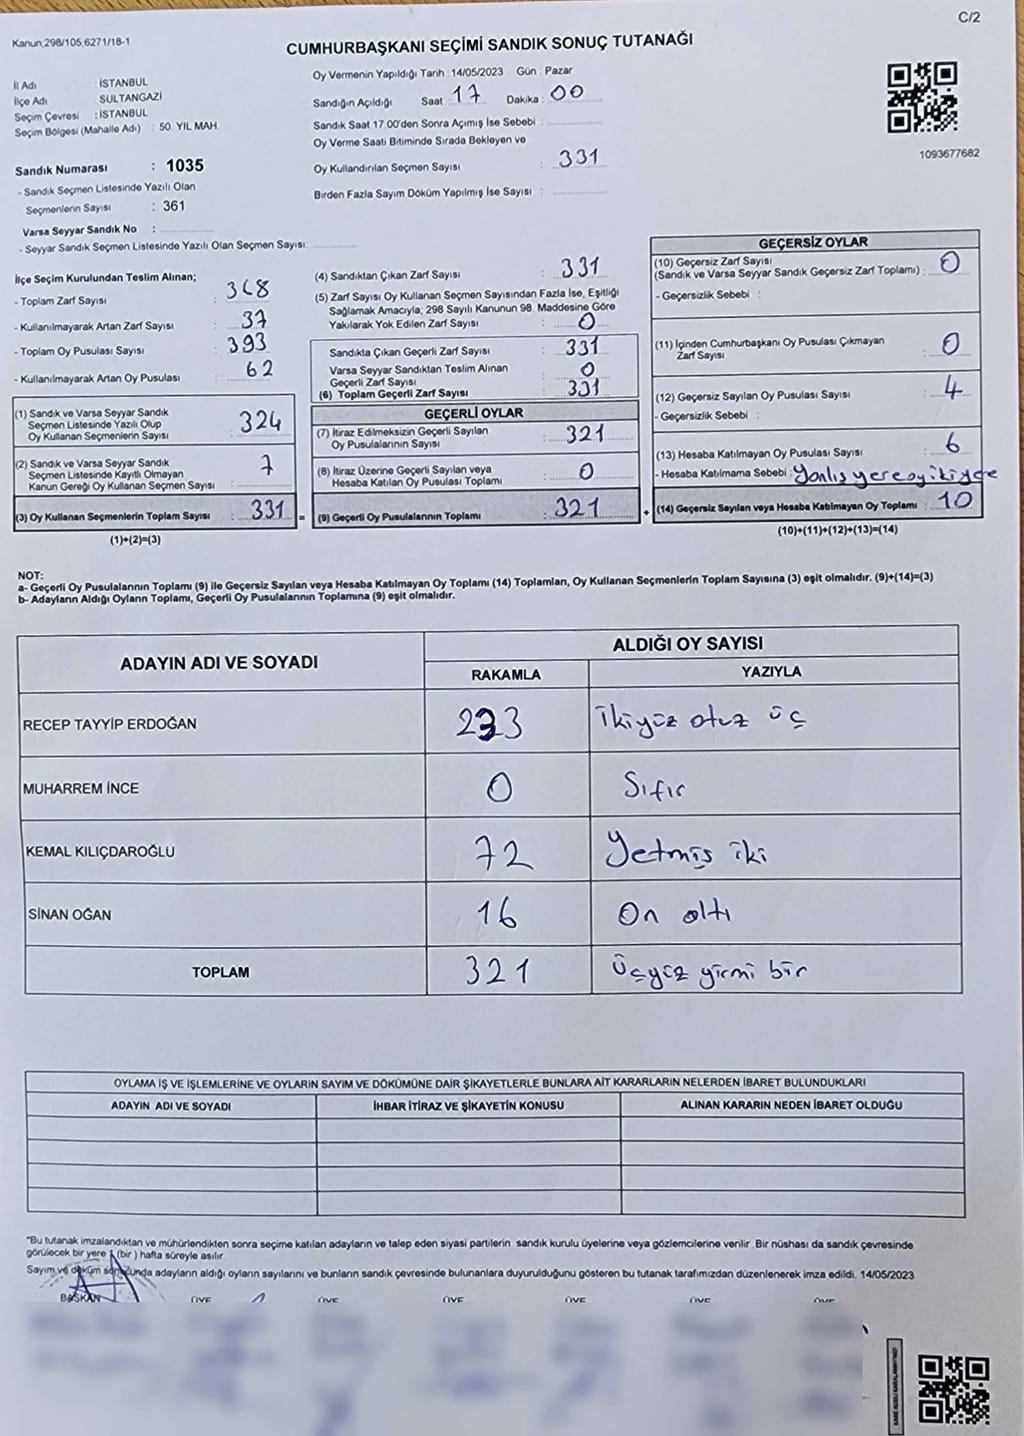 C/2
Kanun;298/105,6271/18-1
CUMHURBAŞKANI SEÇİMİ SANDIK SONUÇ TUTANAĞI
İl Adı : İSTANBUL
İlçe Adı : SULTANGAZİ
Seçim Çevresi : İSTANBUL
Seçim Bölgesi (Mahalle Adı) : 50. YIL MAH.
Sandık Numarası : 1035
- Sandık Seçmen Listesinde Yazılı Olan
Seçmenlerin Sayısı : 361
Varsa Seyyar Sandık No :
- Seyyar Sandık Seçmen Listesinde Yazılı Olan Seçmen Sayısı:
Oy Vermenin Yapıldığı Tarih : 14/05/2023 Gün : Pazar
Sandığın Açıldığı Saat : 17 Dakika : 00
Sandık Saat 17.00'den Sonra Açımış İse Sebebi :
Oy Verme Saati Bitiminde Sırada Bekleyen ve
Oy Kullandırılan Seçmen Sayısı : 331
Birden Fazla Sayım Döküm Yapılmış İse Sayısı :
1093677682
İlçe Seçim Kurulundan Teslim Alınan;
- Toplam Zarf Sayısı : 368
- Kullanılmayarak Artan Zarf Sayısı : 37
- Toplam Oy Pusulası Sayısı : 393
- Kullanılmayarak Artan Oy Pusulası : 62
(1) Sandık ve Varsa Seyyar Sandık
Seçmen Listesinde Yazılı Olup
Oy Kullanan Seçmenlerin Sayısı : 324
(2) Sandık ve Varsa Seyyar Sandık
Seçmen Listesinde Kayıtlı Olmayan
Kanun Gereği Oy Kullanan Seçmen Sayısı : 7
(3) Oy Kullanan Seçmenlerin Toplam Sayısı : 331 =
(1)+(2)=(3)
(4) Sandıktan Çıkan Zarf Sayısı : 331
(5) Zarf Sayısı Oy Kullanan Seçmen Sayısından Fazla İse, Eşitliği
Sağlamak Amacıyla, 298 Sayılı Kanunun 98. Maddesine Göre
Yakılarak Yok Edilen Zarf Sayısı : 0
Sandıkta Çıkan Geçerli Zarf Sayısı : 331
Varsa Seyyar Sandıktan Teslim Alınan
Geçerli Zarf Sayısı : 0
(6) Toplam Geçerli Zarf Sayısı : 331
GEÇERLİ OYLAR
(7) İtiraz Edilmeksizin Geçerli Sayılan
Oy Pusulalarının Sayısı : 321
(8) İtiraz Üzerine Geçerli Sayılan veya
Hesaba Katılan Oy Pusulası Toplamı : 0
(9) Geçerli Oy Pusulalarının Toplamı : 321 +
GEÇERSİZ OYLAR
(10) Geçersiz Zarf Sayısı
(Sandık ve Varsa Seyyar Sandık Geçersiz Zarf Toplamı) : 0
- Geçersizlik Sebebi :
(11) İçinden Cumhurbaşkanı Oy Pusulası Çıkmayan
Zarf Sayısı : 0
(12) Geçersiz Sayılan Oy Pusulası Sayısı : 4
- Geçersizlik Sebebi :
(13) Hesaba Katılmayan Oy Pusulası Sayısı : 6
- Hesaba Katılmama Sebebi : Yanlış yere oy iki yere
(14) Geçersiz Sayılan veya Hesaba Katılmayan Oy Toplamı : 10
(10)+(11)+(12)+(13)=(14)
NOT:
a- Geçerli Oy Pusulalarının Toplamı (9) ile Geçersiz Sayılan veya Hesaba Katılmayan Oy Toplamı (14) Toplamları, Oy Kullanan Seçmenlerin Toplam Sayısına (3) eşit olmalıdır. (9)+(14)=(3)
b- Adayların Aldığı Oyların Toplamı, Geçerli Oy Pusulalarının Toplamına (9) eşit olmalıdır.
ADAYIN ADI VE SOYADI ALDIĞI OY SAYISI
RAKAMLA YAZIYLA
RECEP TAYYİP ERDOĞAN 233 İkiyüz otuz üç
MUHARREM İNCE 0 Sıfır
KEMAL KILIÇDAROĞLU 72 Yetmiş iki
SİNAN OĞAN 16 On altı
TOPLAM 321 Üçyüz yirmi bir
OYLAMA İŞ VE İŞLEMLERİNE VE OYLARIN SAYIM VE DÖKÜMÜNE DAİR ŞİKAYETLERLE BUNLARA AİT KARARLARIN NELERDEN İBARET BULUNDUKLARI
ADAYIN ADI VE SOYADI İHBAR İTİRAZ VE ŞİKAYETİN KONUSU ALINAN KARARIN NEDEN İBARET OLDUĞU
"Bu tutanak imzalandıktan ve mühürlendikten sonra seçime katılan adayların ve talep eden siyasi partilerin sandık kurulu üyelerine veya gözlemcilerine verilir. Bir nüshası da sandık çevresinde
görülecek bir yere 1 (bir ) hafta süreyle asılır.
Sayım ve döküm sonucunda adayların aldığı oyların sayılarını ve bunların sandık çevresinde bulunanlara duyurulduğunu gösteren bu tutanak tarafımızdan düzenlenerek imza edildi. 14/05/2023
BAŞKAN ÜYE ÜYE ÜYE ÜYE ÜYE ÜYE